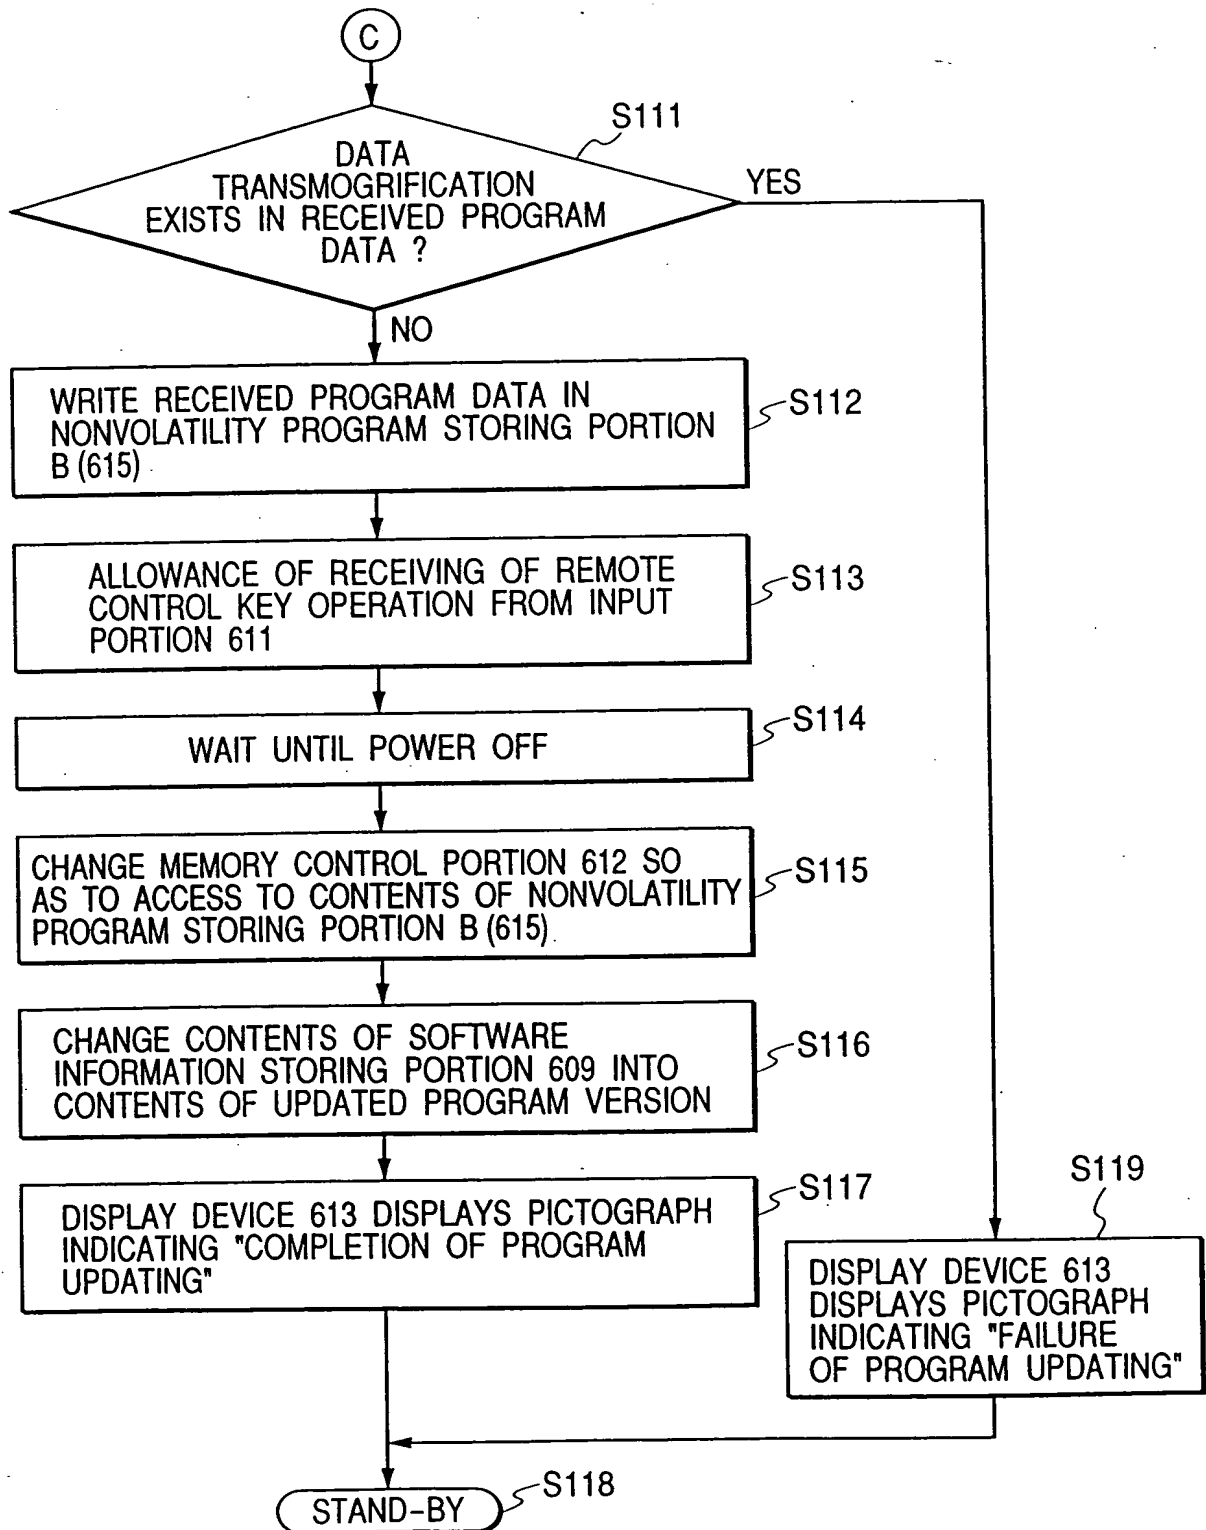 C
S111
DATA
TRANSMOGRIFICATION
EXISTS IN RECEIVED PROGRAM
DATA ?
YES
NO
WRITE RECEIVED PROGRAM DATA IN
NONVOLATILITY PROGRAM STORING PORTION
B (615)
S112
ALLOWANCE OF RECEIVING OF REMOTE
CONTROL KEY OPERATION FROM INPUT
PORTION 611
S113
WAIT UNTIL POWER OFF
S114
CHANGE MEMORY CONTROL PORTION 612 SO
AS TO ACCESS TO CONTENTS OF NONVOLATILITY
PROGRAM STORING PORTION B (615)
S115
CHANGE CONTENTS OF SOFTWARE
INFORMATION STORING PORTION 609 INTO
CONTENTS OF UPDATED PROGRAM VERSION
S116
DISPLAY DEVICE 613 DISPLAYS PICTOGRAPH
INDICATING "COMPLETION OF PROGRAM
UPDATING"
S117
S119
DISPLAY DEVICE 613
DISPLAYS PICTOGRAPH
INDICATING "FAILURE
OF PROGRAM UPDATING"
STAND-BY
S118